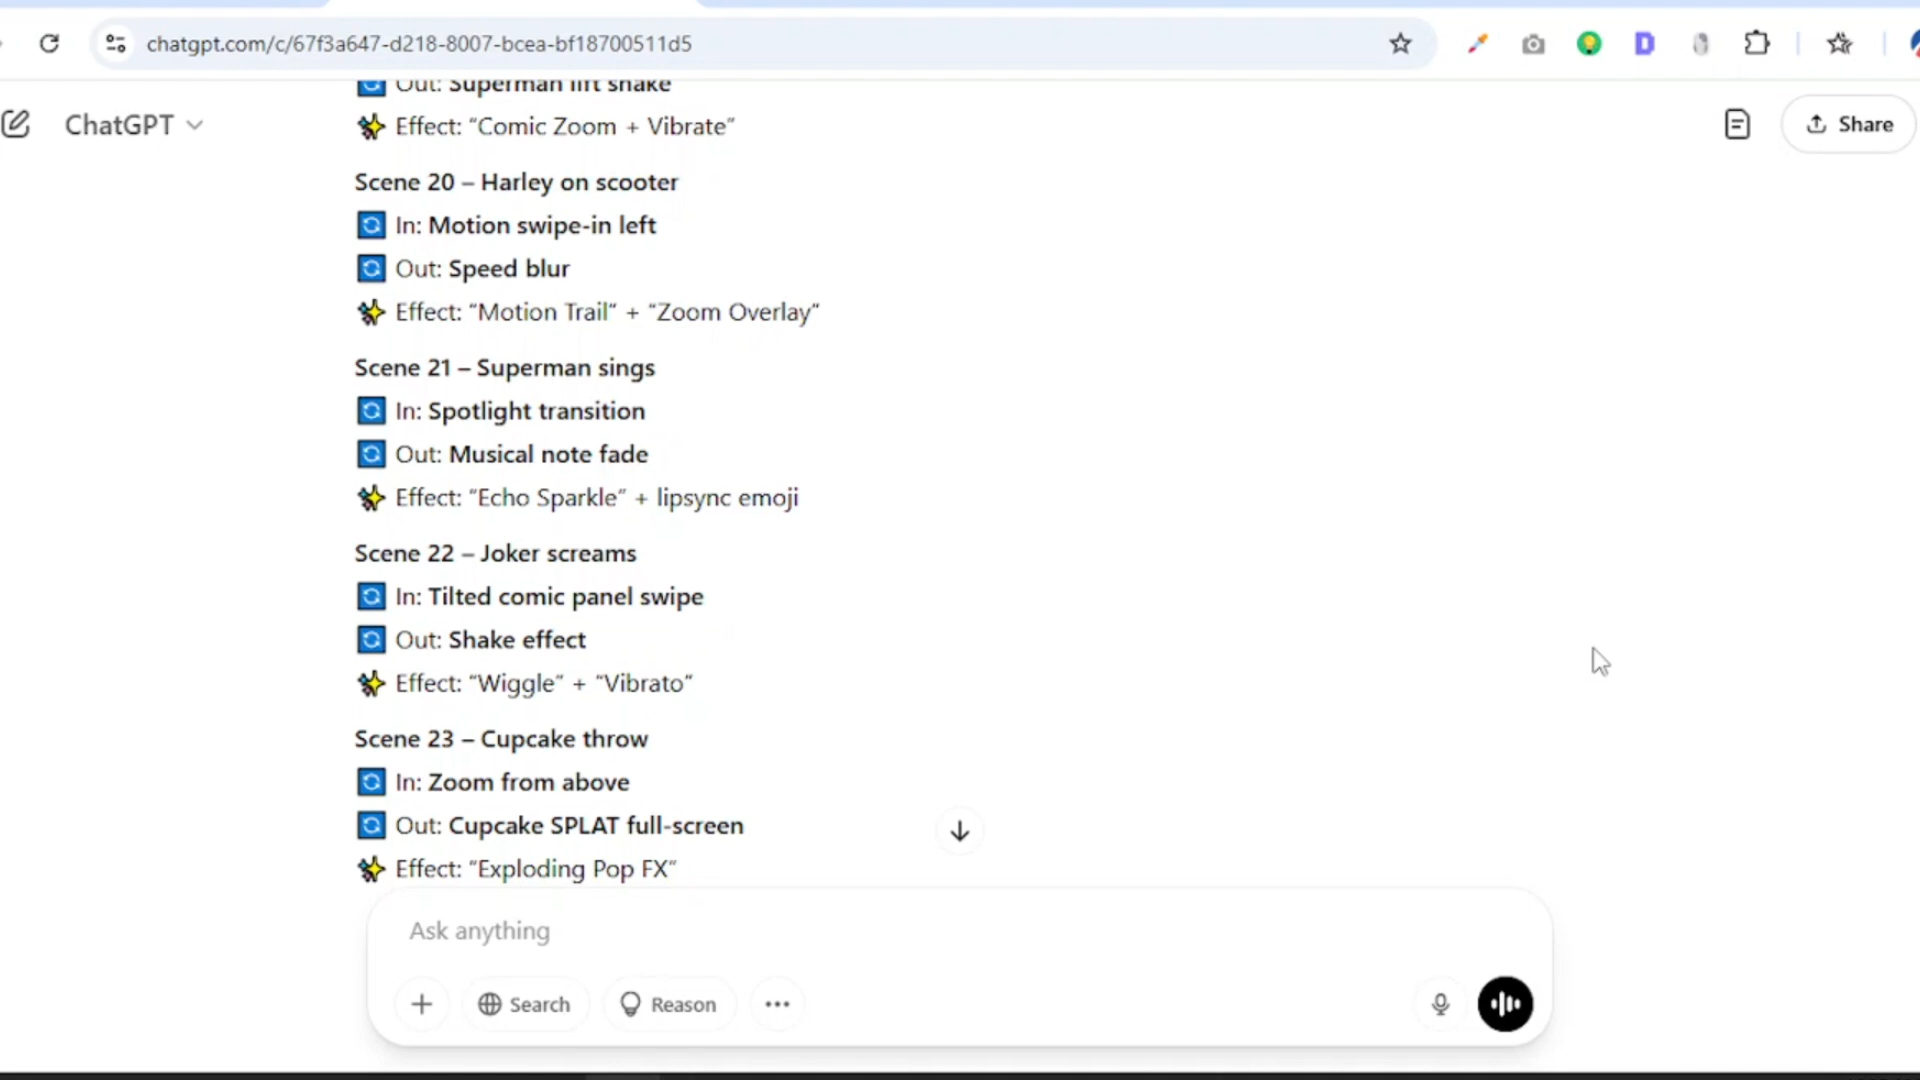 chatgpt.com/c/67f3a647-d218-8007-bcea-bf18700511d5
ChatGPT
Share
Out: Superman lift shake
Effect: “Comic Zoom + Vibrate”
Scene 20 – Harley on scooter
In: Motion swipe-in left
Out: Speed blur
Effect: “Motion Trail” + “Zoom Overlay”
Scene 21 – Superman sings
In: Spotlight transition
Out: Musical note fade
Effect: “Echo Sparkle” + lipsync emoji
Scene 22 – Joker screams
In: Tilted comic panel swipe
Out: Shake effect
Effect: “Wiggle” + “Vibrato”
Scene 23 – Cupcake throw
In: Zoom from above
Out: Cupcake SPLAT full-screen
Effect: “Exploding Pop FX”
Ask anything
Search
Reason